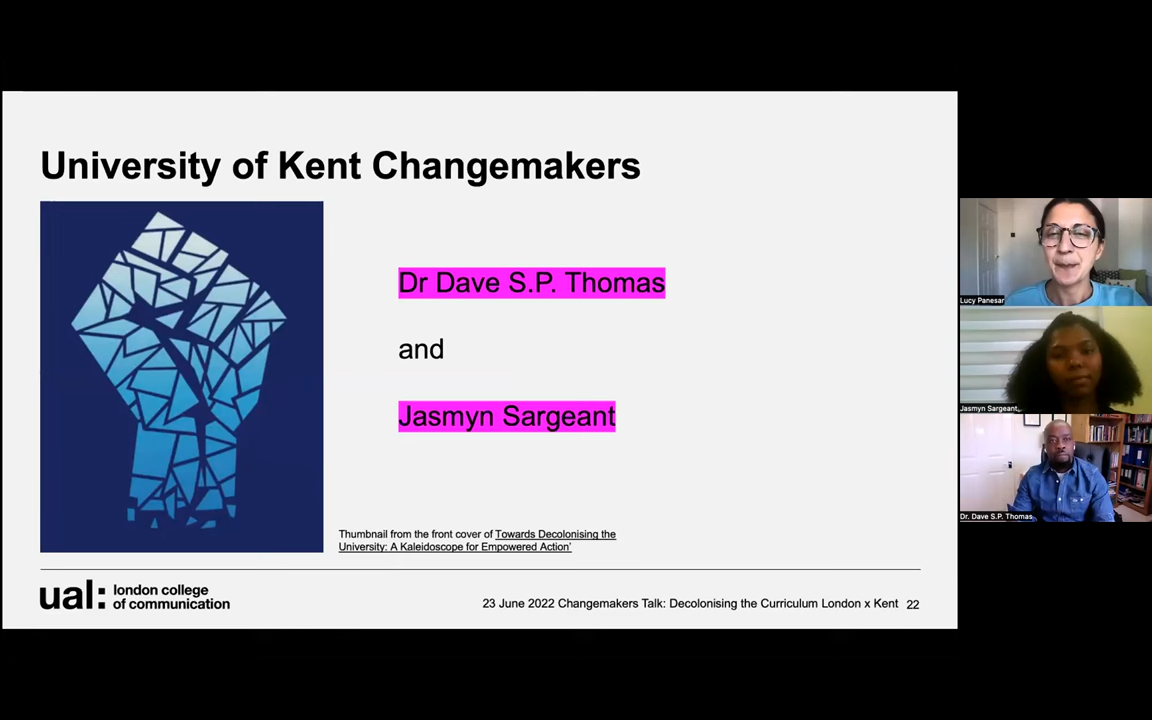 University of Kent Changemakers
Dr Dave S.P. Thomas
and
Jasmyn Sargeant
Thumbnail from the front cover of Towards Decolonising the
University: A Kaleidoscope for Empowered Action'
ual: london college
of communication
23 June 2022 Changemakers Talk: Decolonising the Curriculum London x Kent 22
Lucy Panesar
Jasmyn Sargeant,
Dr. Dave S.P. Thomas